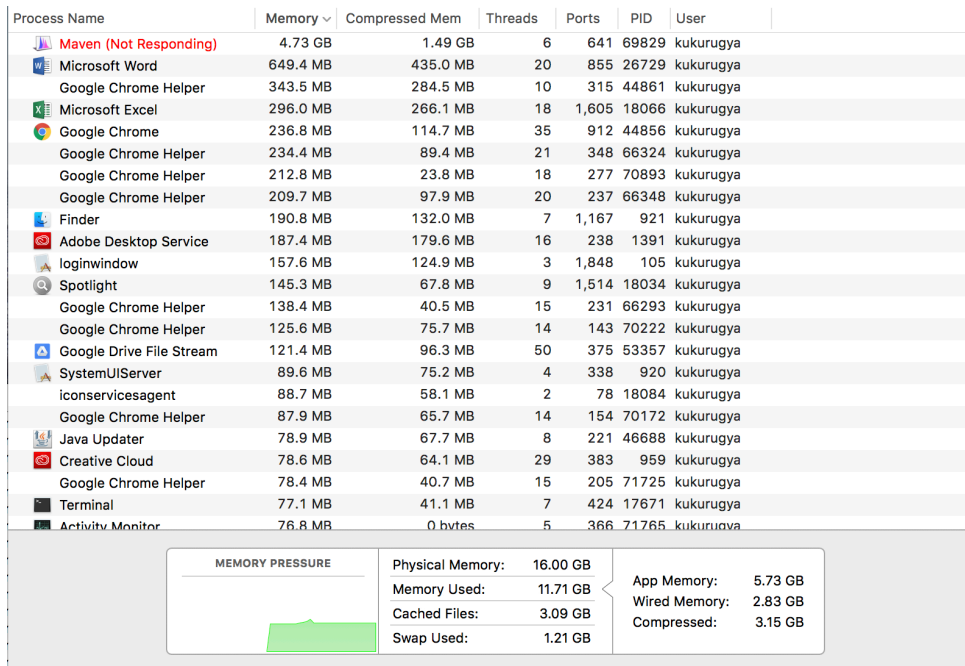 Process Name Memory Compressed Mem Threads Ports PID User
Maven (Not Responding) 4.73 GB 1.49 GB 6 641 69829 kukurugya
Microsoft Word 649.4 MB 435.0 MB 20 855 26729 kukurugya
Google Chrome Helper 343.5 MB 284.5 MB 10 315 44861 kukurugya
Microsoft Excel 296.0 MB 266.1 MB 18 1,605 18066 kukurugya
Google Chrome 236.8 MB 114.7 MB 35 912 44856 kukurugya
Google Chrome Helper 234.4 MB 89.4 MB 21 348 66324 kukurugya
Google Chrome Helper 212.8 MB 23.8 MB 18 277 70893 kukurugya
Google Chrome Helper 209.7 MB 97.9 MB 20 237 66348 kukurugya
Finder 190.8 MB 132.0 MB 7 1,167 921 kukurugya
Adobe Desktop Service 187.4 MB 179.6 MB 16 238 1391 kukurugya
loginwindow 157.6 MB 124.9 MB 3 1,848 105 kukurugya
Spotlight 145.3 MB 67.8 MB 9 1,514 18034 kukurugya
Google Chrome Helper 138.4 MB 40.5 MB 15 231 66293 kukurugya
Google Chrome Helper 125.6 MB 75.7 MB 14 143 70222 kukurugya
Google Drive File Stream 121.4 MB 96.3 MB 50 375 53357 kukurugya
SystemUIServer 89.6 MB 75.2 MB 4 338 920 kukurugya
iconservicesagent 88.7 MB 58.1 MB 2 78 18084 kukurugya
Google Chrome Helper 87.9 MB 65.7 MB 14 154 70172 kukurugya
Java Updater 78.9 MB 67.7 MB 8 221 46688 kukurugya
Creative Cloud 78.6 MB 64.1 MB 29 383 959 kukurugya
Google Chrome Helper 78.4 MB 40.7 MB 15 205 71725 kukurugya
Terminal 77.1 MB 41.1 MB 7 424 17671 kukurugya
Activity Monitor 76.8 MB 0 bytes 5 366 71765 kukurugya
MEMORY PRESSURE
Physical Memory: 16.00 GB
Memory Used: 11.71 GB
Cached Files: 3.09 GB
Swap Used: 1.21 GB
App Memory: 5.73 GB
Wired Memory: 2.83 GB
Compressed: 3.15 GB